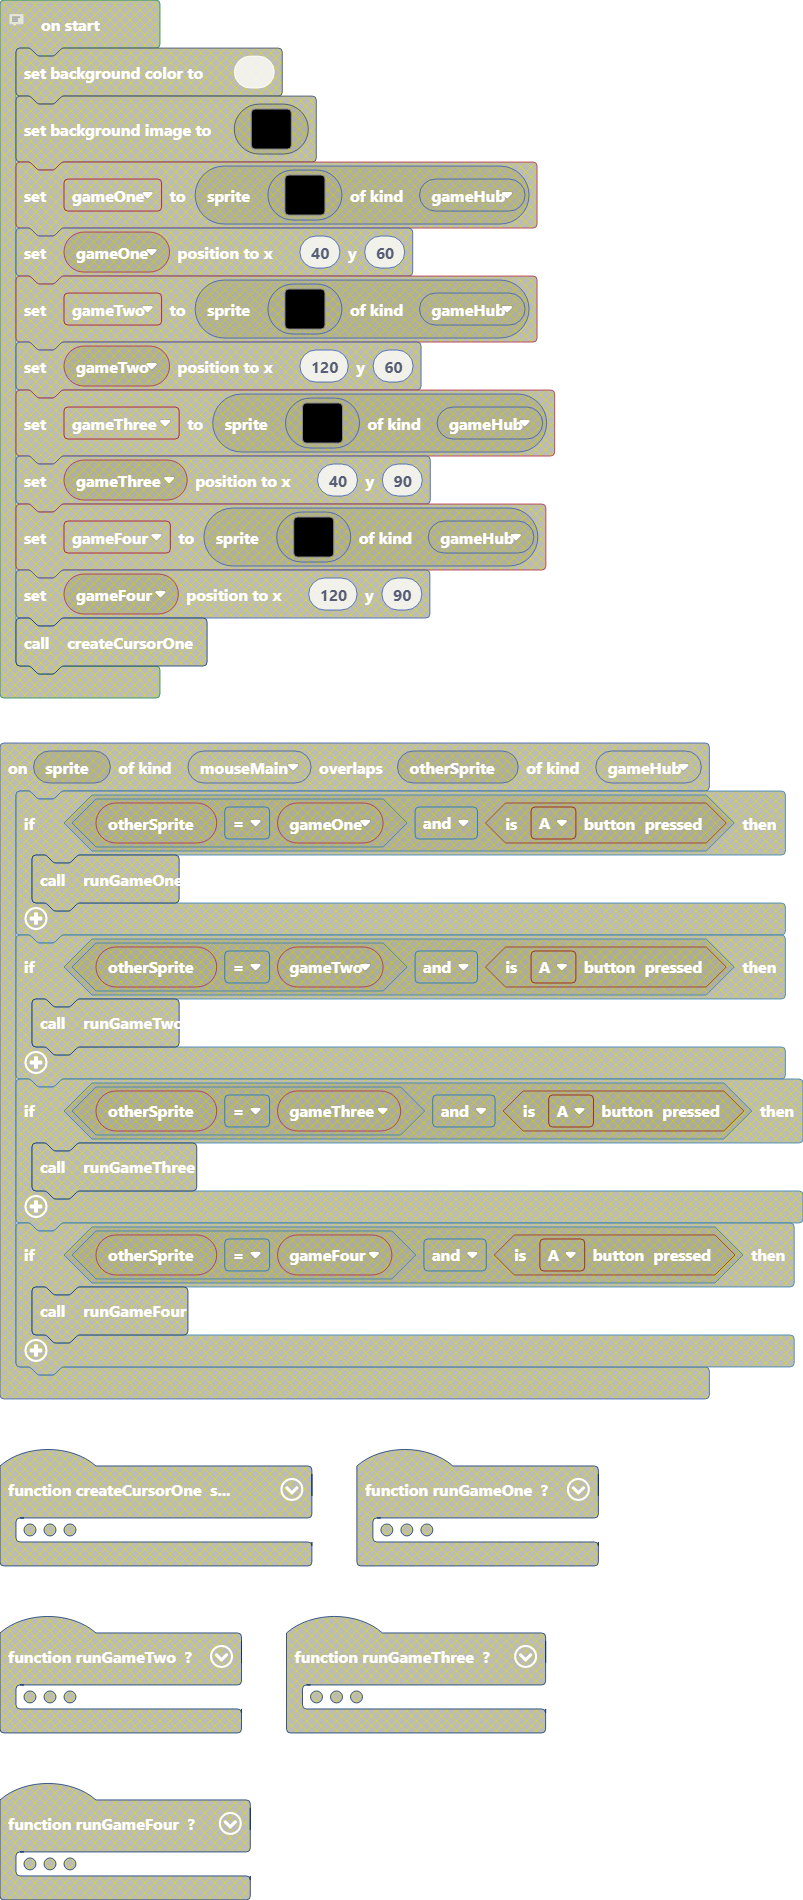 on start
set background color to
set background image to
set gameOne to sprite of kind gameHub
set gameOne position to x 40 y 60
set gameTwo to sprite of kind gameHub
set gameTwo position to x 120 y 60
set gameThree to sprite of kind gameHub
set gameThree position to x 40 y 90
set gameFour to sprite of kind gameHub
set gameFour position to x 120 y 90
call createCursorOne
on sprite of kind mouseMain overlaps otherSprite of kind gameHub
if otherSprite = gameOne and is A button pressed then
call runGameOne
if otherSprite = gameTwo and is A button pressed then
call runGameTwo
if otherSprite = gameThree and is A button pressed then
call runGameThree
if otherSprite = gameFour and is A button pressed then
call runGameFour
function createCursorOne s...
function runGameOne ?
function runGameTwo ?
function runGameThree ?
function runGameFour ?